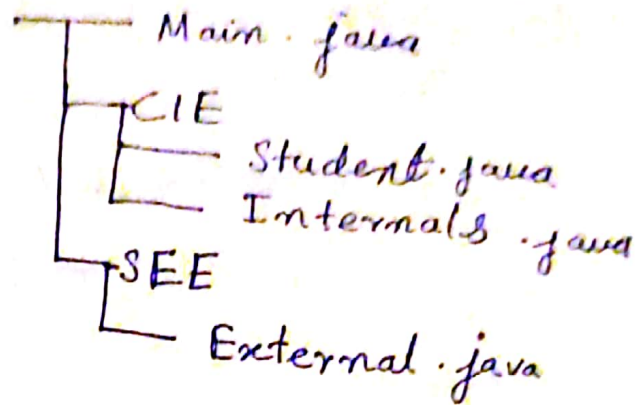 Main.java
CIE
Student.java
Internals.java
SEE
External.java